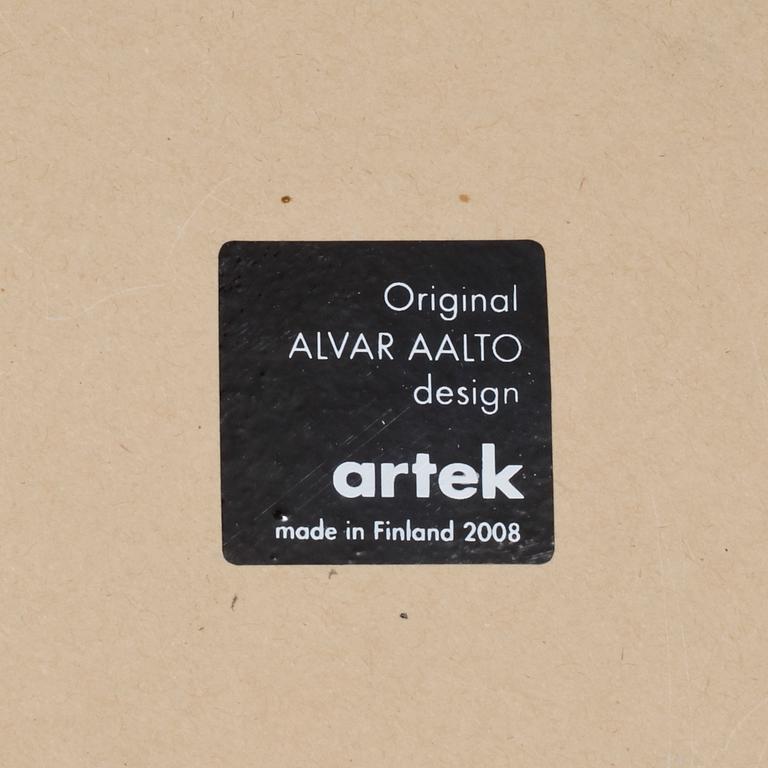 Original
ALVAR AALTO
design
artek
made in Finland 2008